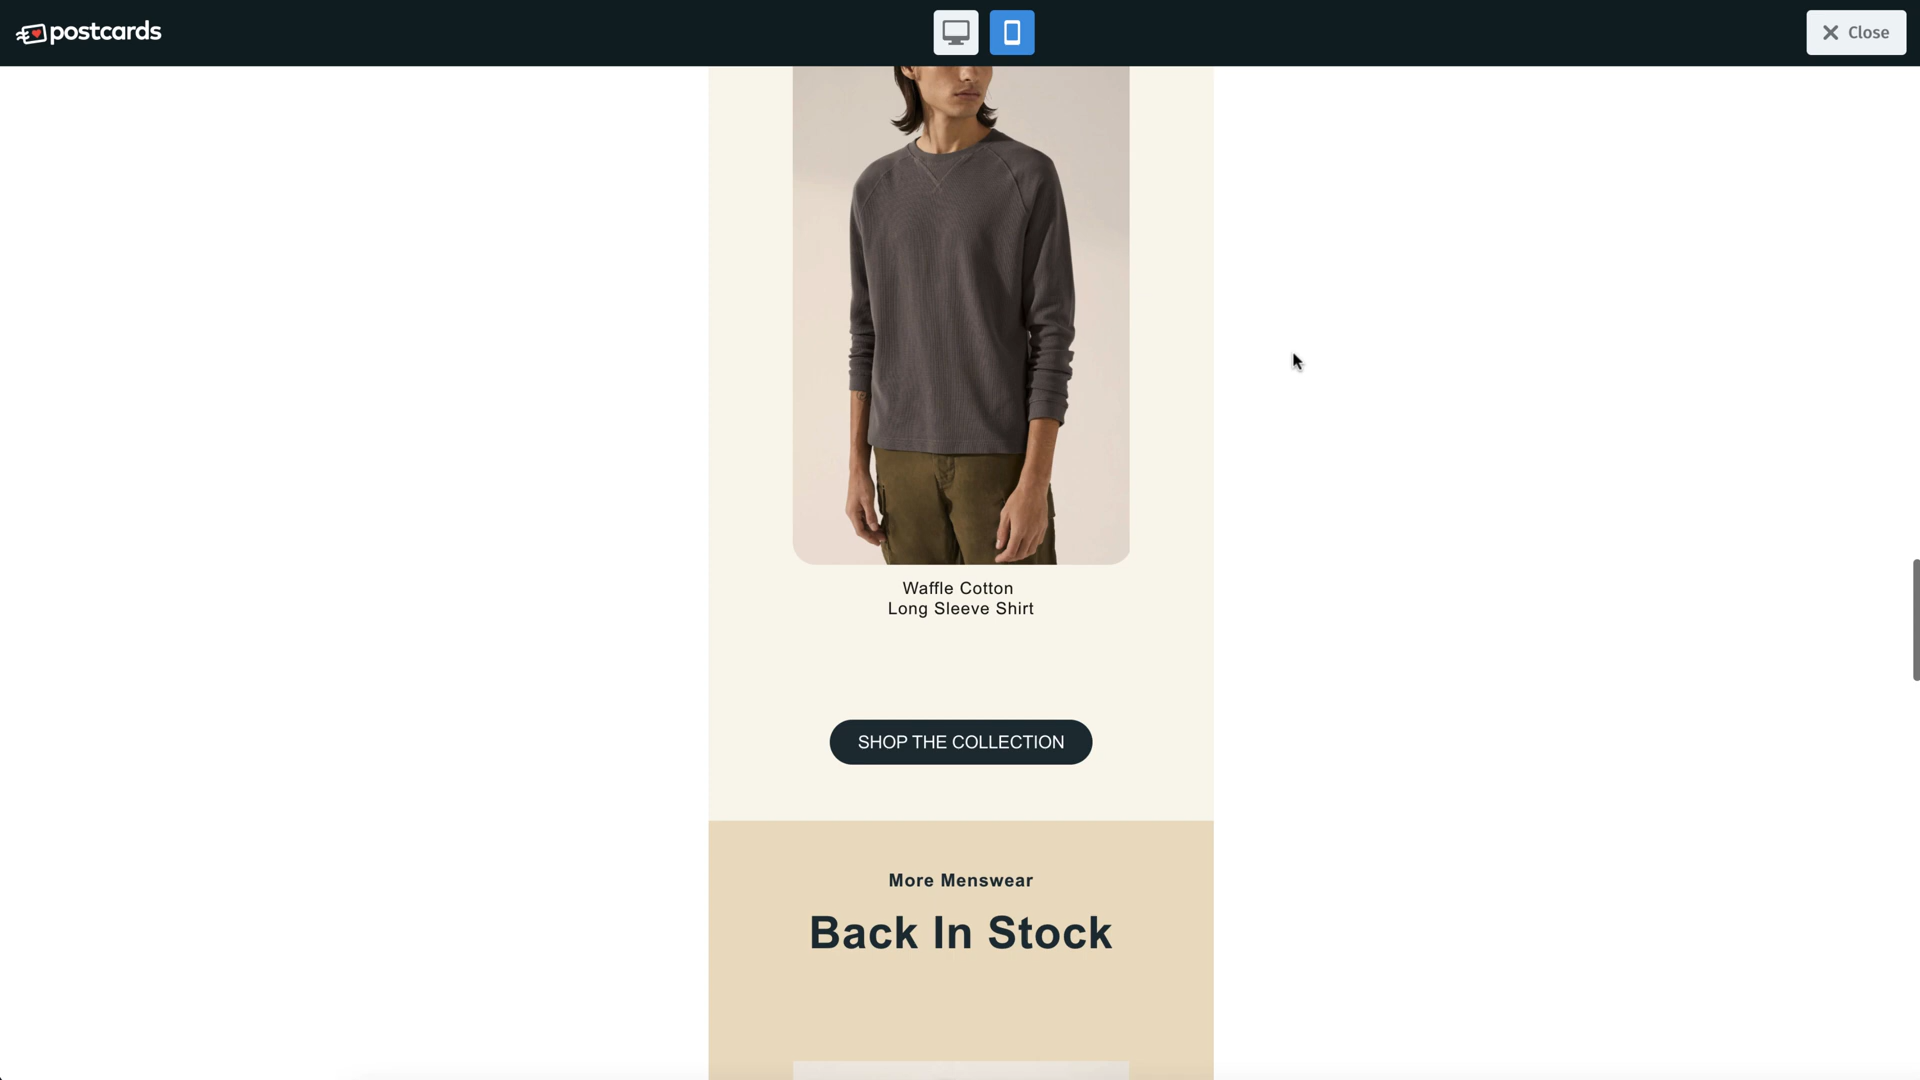 postcards
Close
Waffle Cotton
Long Sleeve Shirt
SHOP THE COLLECTION
More Menswear
Back In Stock